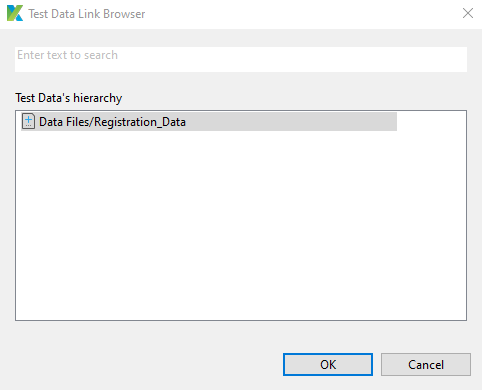 Test Data Link Browser
Enter text to search
Test Data's hierarchy
Data Files/Registration_Data
OK
Cancel